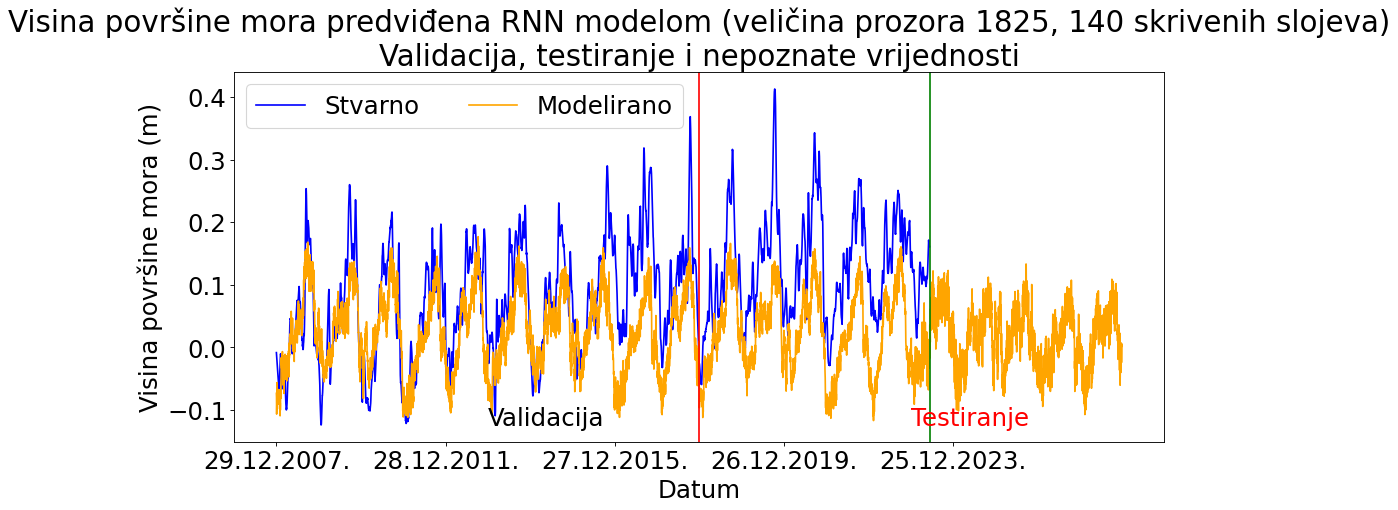 Visina površine mora predviđena RNN modelom (veličina prozora 1825, 140 skrivenih slojeva)
Validacija, testiranje i nepoznate vrijednosti
Stvarno Modelirano
Visina površine mora (m)
0.4
0.3
0.2
0.1
0.0
−0.1
Validacija Testiranje
29.12.2007. 28.12.2011. 27.12.2015. 26.12.2019. 25.12.2023.
Datum